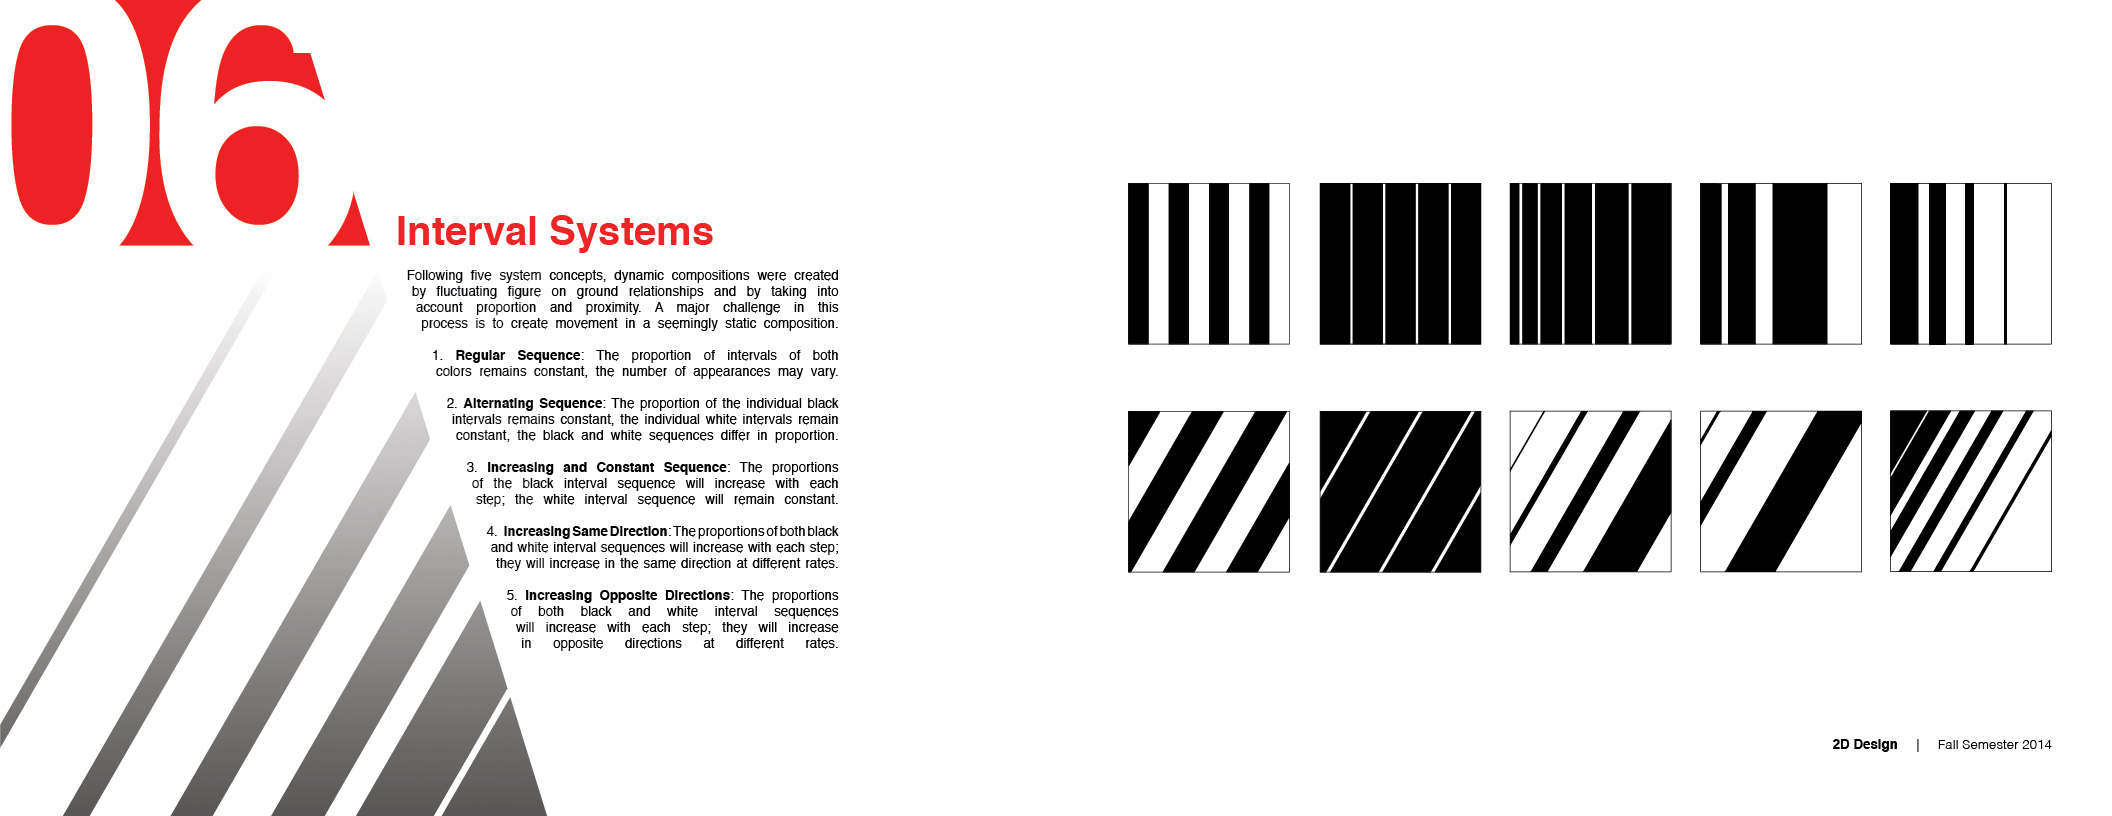 06
Interval Systems
Following five system concepts, dynamic compositions were created
by fluctuating figure on ground relationships and by taking into
account proportion and proximity. A major challenge in this
process is to create movement in a seemingly static composition.
1. Regular Sequence: The proportion of intervals of both
colors remains constant, the number of appearances may vary.
2. Alternating Sequence: The proportion of the individual black
intervals remains constant, the individual white intervals remain
constant, the black and white sequences differ in proportion.
3. Increasing and Constant Sequence: The proportions
of the black interval sequence will increase with each
step; the white interval sequence will remain constant.
4. Increasing Same Direction: The proportions of both black
and white interval sequences will increase with each step;
they will increase in the same direction at different rates.
5. Increasing Opposite Directions: The proportions
of both black and white interval sequences
will increase with each step; they will increase
in opposite directions at different rates.
2D Design | Fall Semester 2014